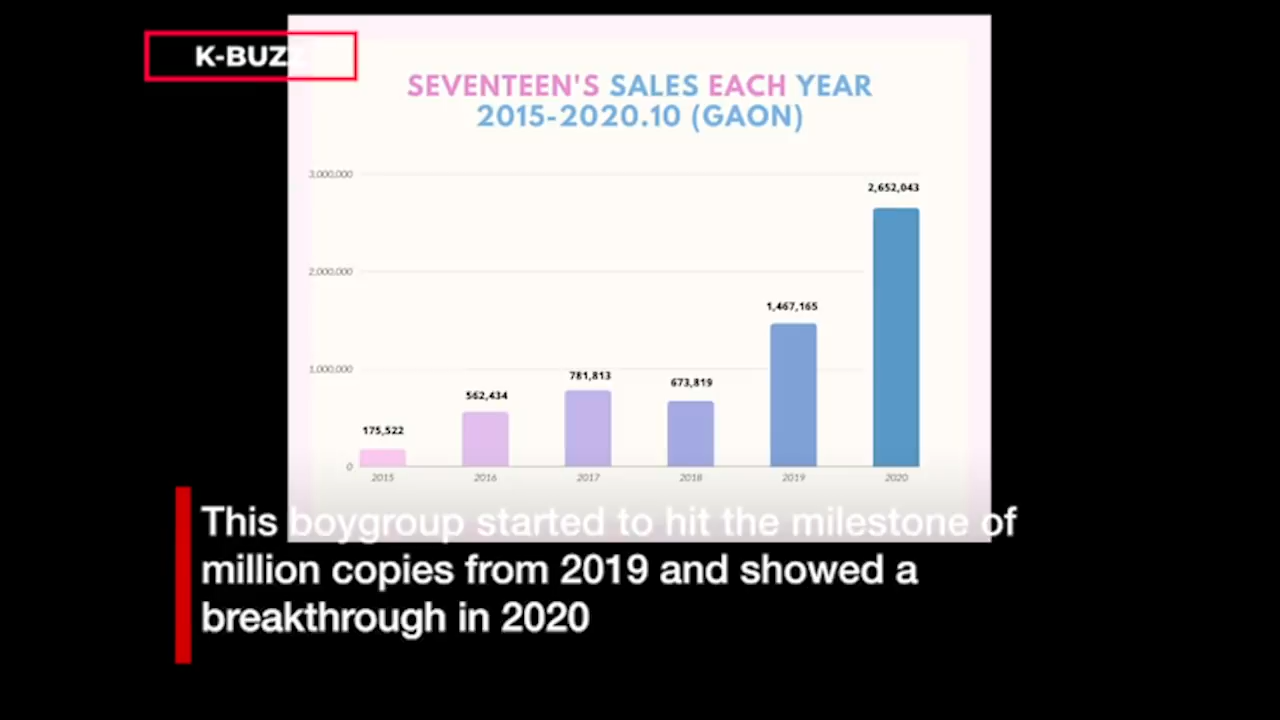 K-BUZZ
SEVENTEEN'S SALES EACH YEAR
2015-2020.10 (GAON)
3,000,000
2,652,043
2,000,000
1,467,165
1,000,000
781,813
673,819
562,434
175,522
0
2015 2016 2017 2018 2019 2020
This boygroup started to hit the milestone of
million copies from 2019 and showed a
breakthrough in 2020